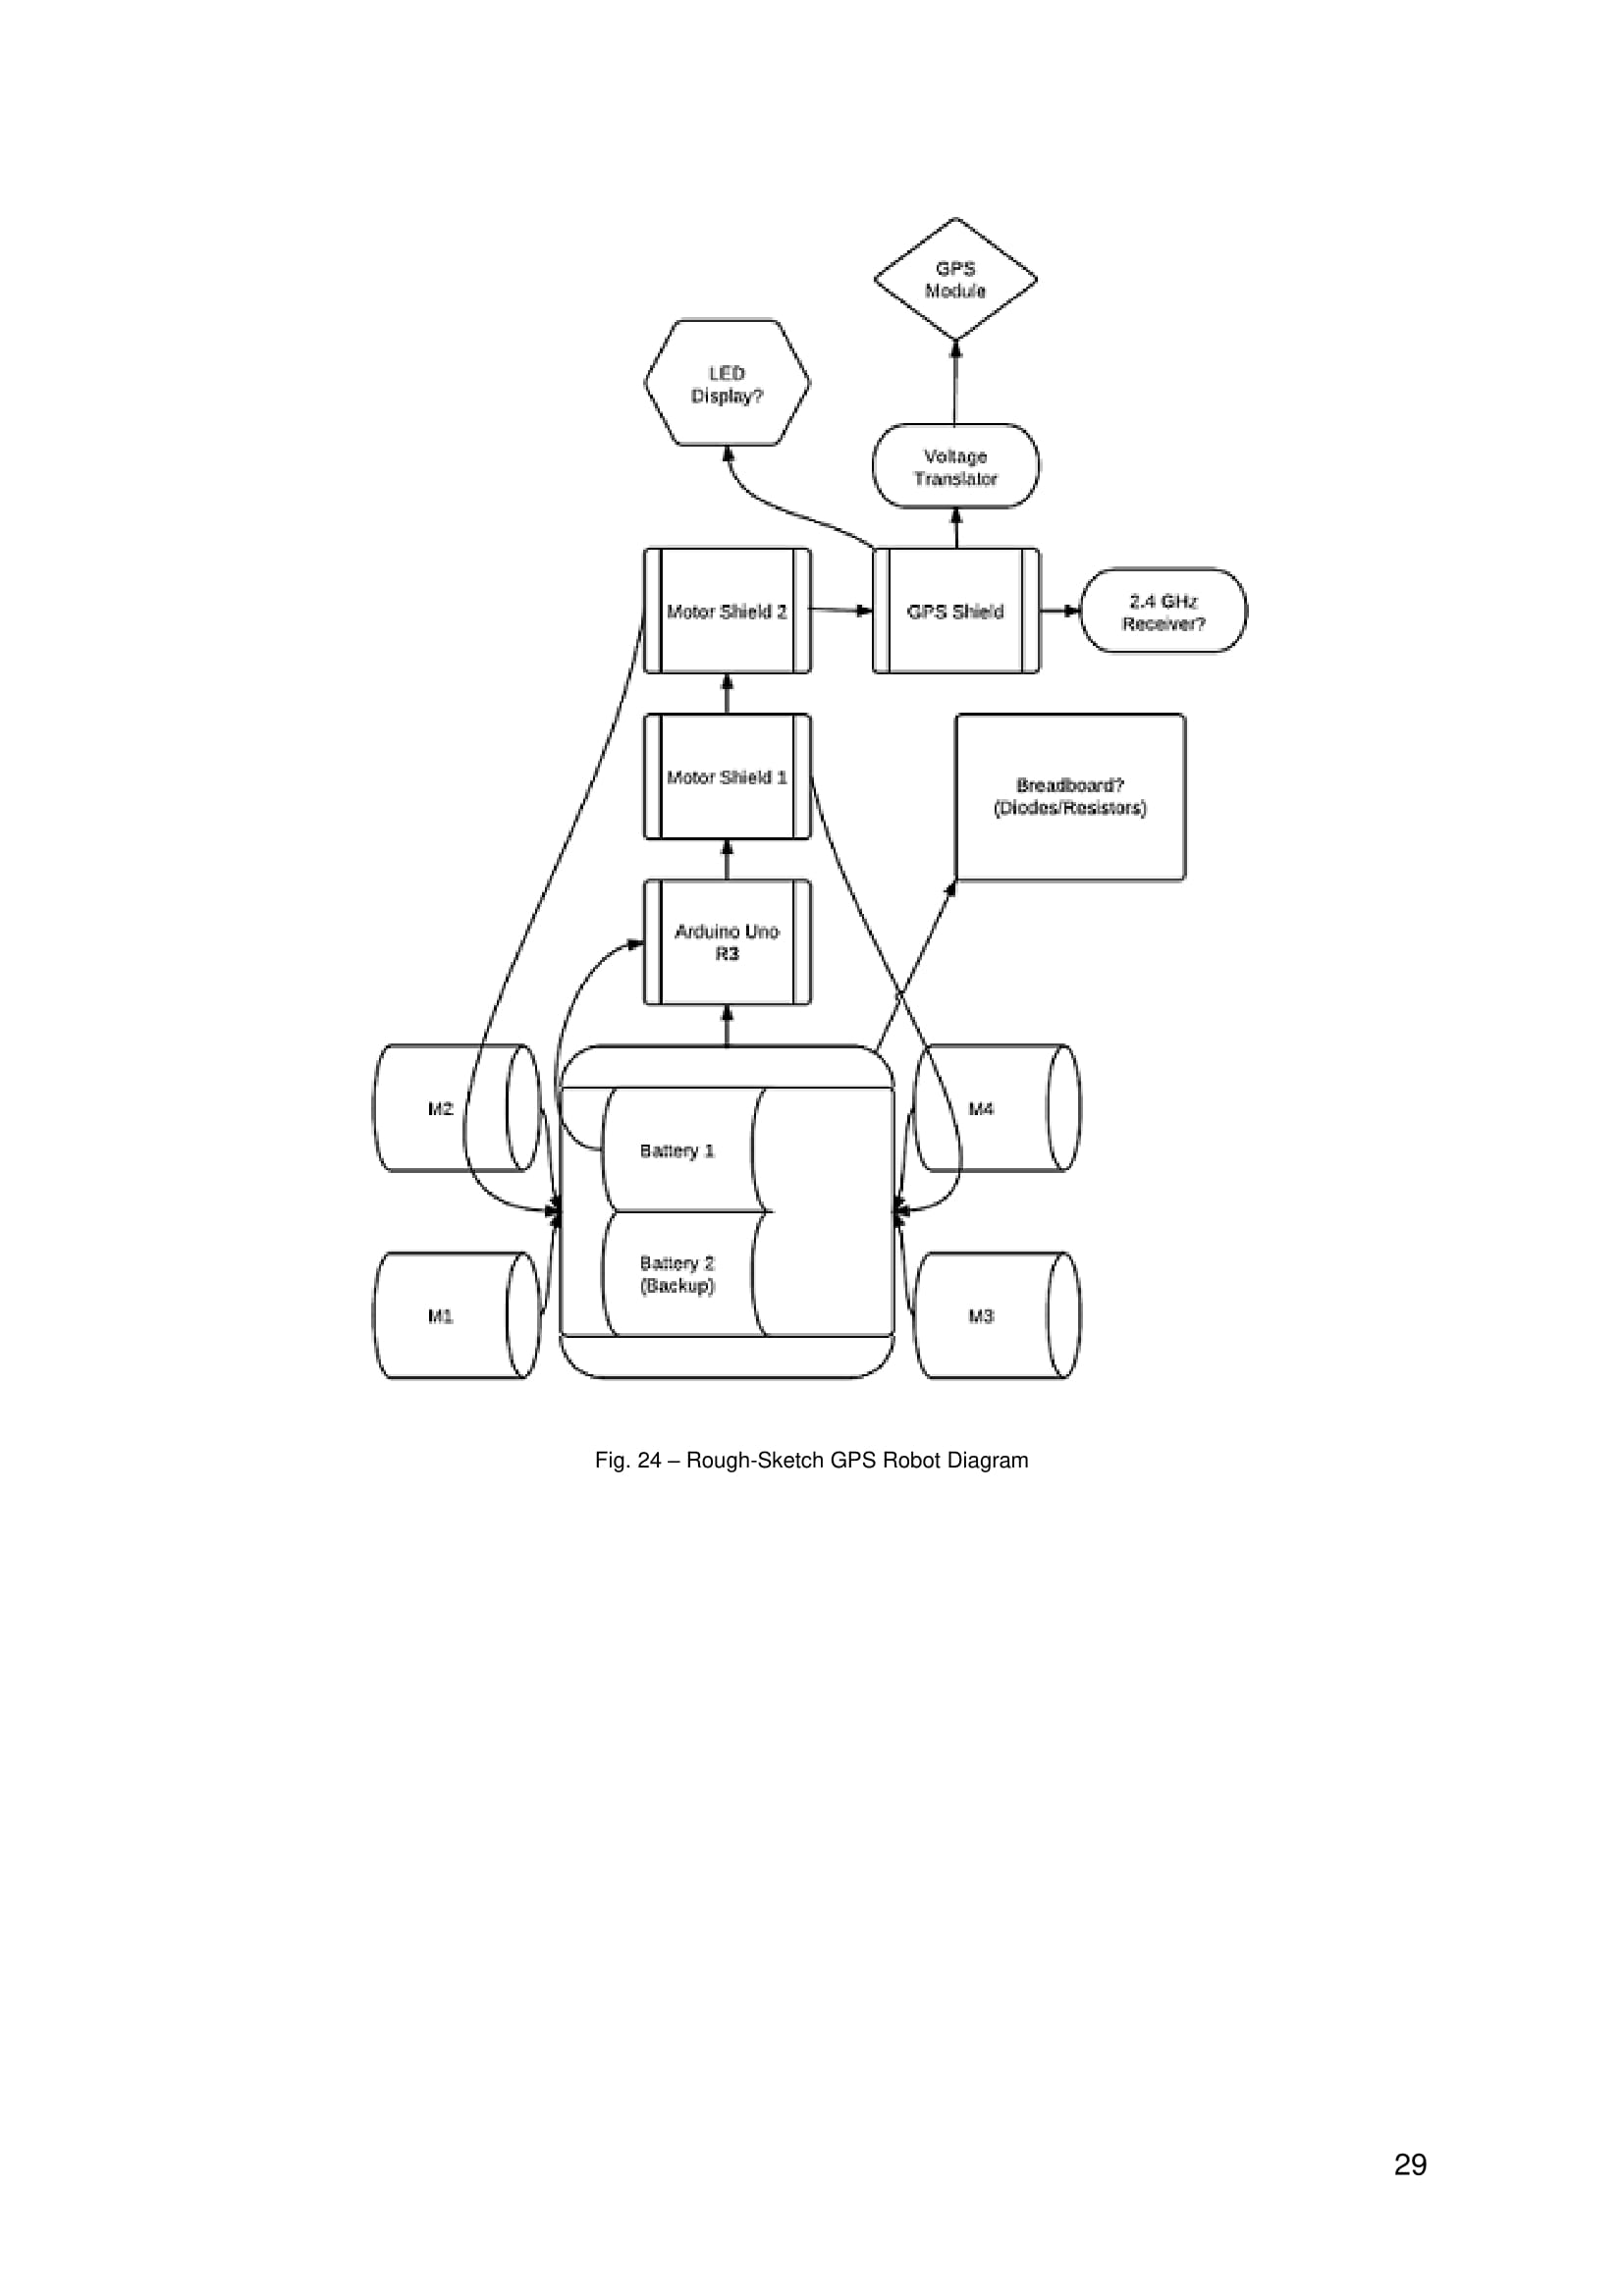 GPS
Module
LED
Display?
Voltage
Translator
Motor Shield 2
GPS Shield
2.4 GHz
Receiver?
Motor Shield 1
Breadboard?
(Diodes/Resistors)
Arduino Uno
R3
M2
Battery 1
M4
Battery 2
(Backup)
M1
M3
Fig. 24 – Rough-Sketch GPS Robot Diagram
29